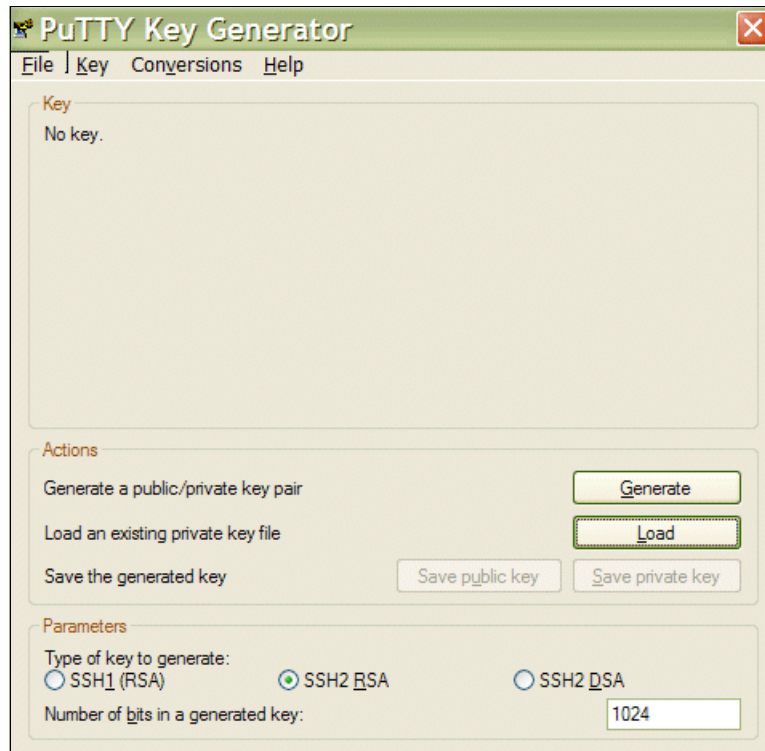 PuTTY Key Generator
File Key Conversions Help
Key
No key.
Actions
Generate a public/private key pair Generate
Load an existing private key file Load
Save the generated key Save public key Save private key
Parameters
Type of key to generate:
SSH1 (RSA) SSH2 RSA SSH2 DSA
Number of bits in a generated key: 1024